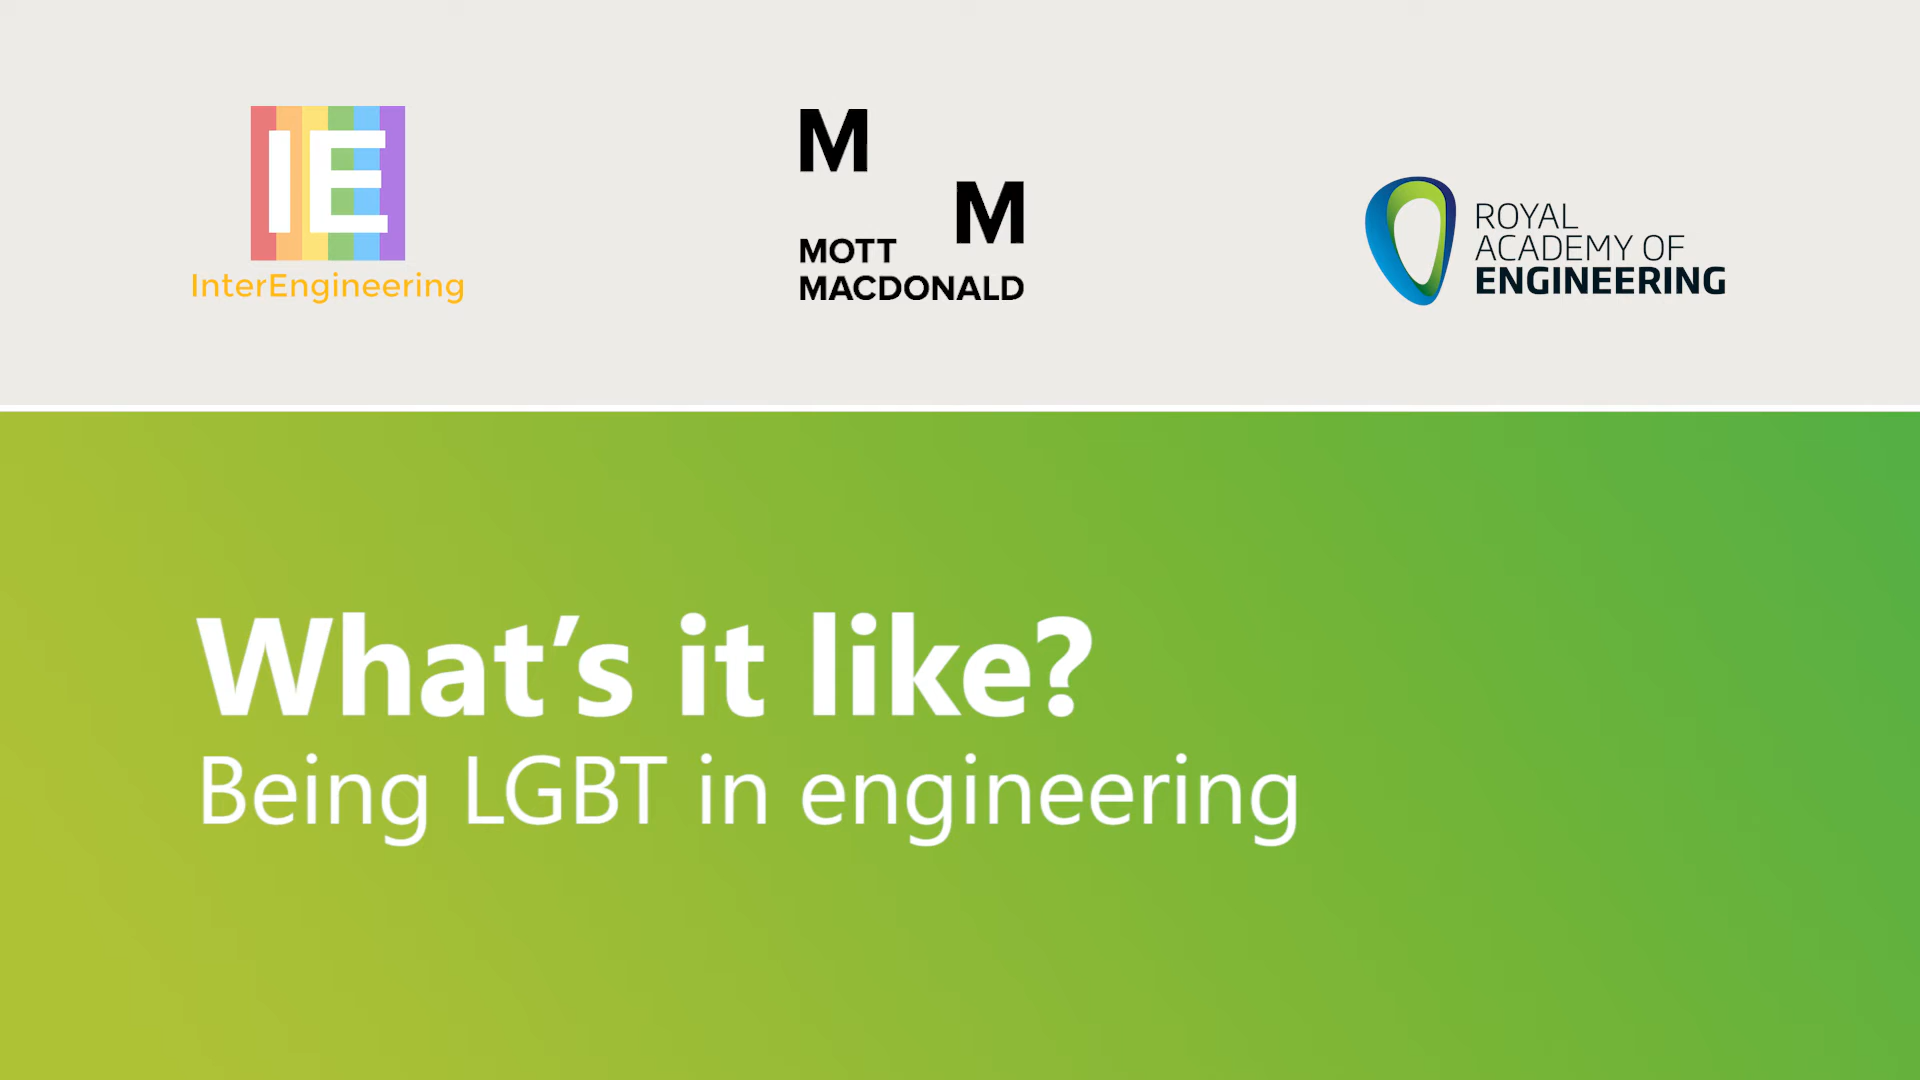 IE
InterEngineering
M
M
MOTT
MACDONALD
ROYAL
ACADEMY OF
ENGINEERING
What's it like?
Being LGBT in engineering